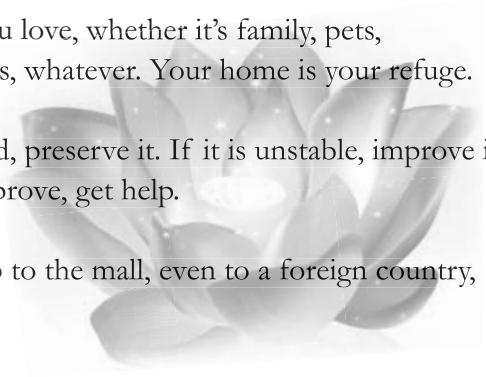 u love, whether it’s family, pets,
s, whatever. Your home is your refuge.
d, preserve it. If it is unstable, improve i
prove, get help.
o to the mall, even to a foreign country,